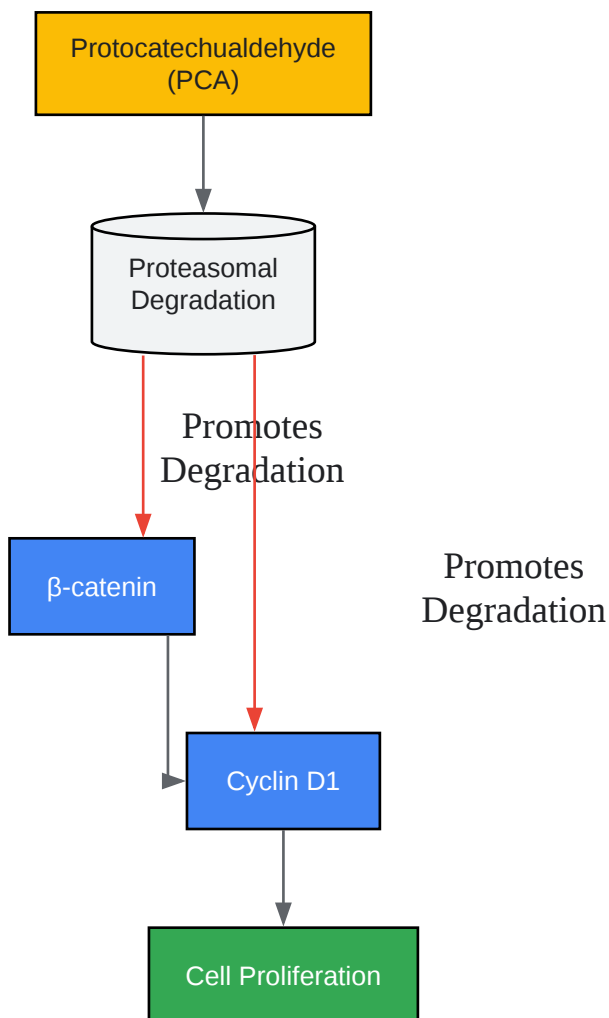 Protocatechualdehyde
(PCA)
Proteasomal
Degradation
Promotes
Degradation
β-catenin
Promotes
Degradation
Cyclin D1
Cell Proliferation